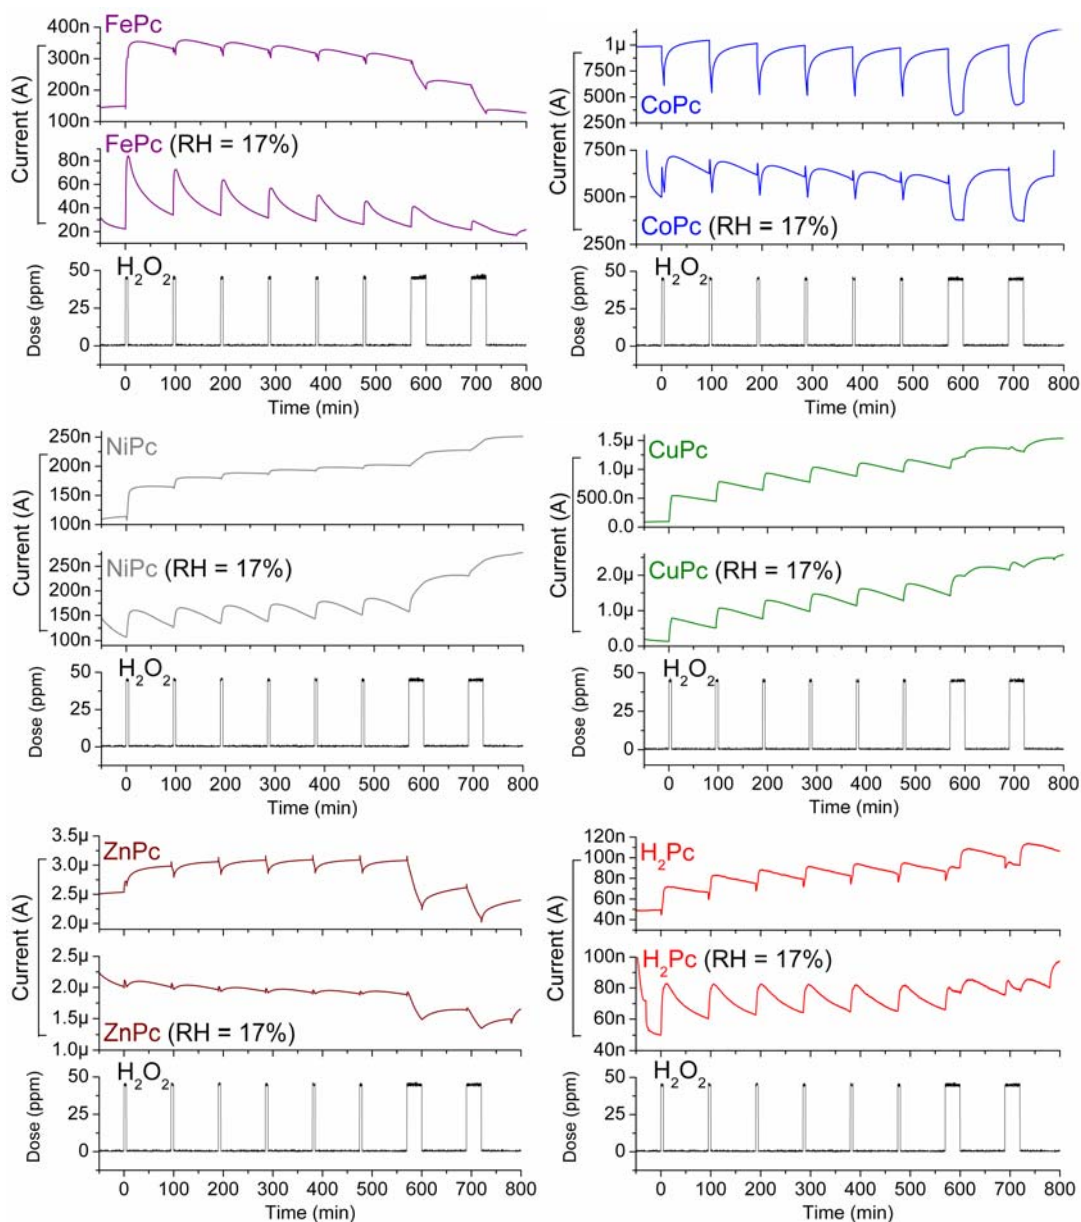 FePc
400n
300n
200n
100n
FePc (RH = 17%)
80n
60n
40n
20n
Current (A)
H₂O₂
50
25
0
Dose (ppm)
0 100 200 300 400 500 600 700 800
Time (min)
1µ
750n
500n
250n
CoPc
750n
500n
250n
CoPc (RH = 17%)
Current (A)
H₂O₂
50
25
0
Dose (ppm)
0 100 200 300 400 500 600 700 800
Time (min)
NiPc
250n
200n
150n
100n
NiPc (RH = 17%)
250n
200n
150n
100n
Current (A)
H₂O₂
50
25
0
Dose (ppm)
0 100 200 300 400 500 600 700 800
Time (min)
CuPc
1.5µ
1.0µ
500.0n
0.0
CuPc (RH = 17%)
2.0µ
1.0µ
0.0
Current (A)
H₂O₂
50
25
0
Dose (ppm)
0 100 200 300 400 500 600 700 800
Time (min)
ZnPc
3.5µ
3.0µ
2.5µ
2.0µ
2.5µ
2.0µ
1.5µ
1.0µ
ZnPc (RH = 17%)
Current (A)
H₂O₂
50
25
0
Dose (ppm)
0 100 200 300 400 500 600 700 800
Time (min)
H₂Pc
120n
100n
80n
60n
40n
H₂Pc (RH = 17%)
100n
80n
60n
40n
Current (A)
H₂O₂
50
25
0
Dose (ppm)
0 100 200 300 400 500 600 700 800
Time (min)